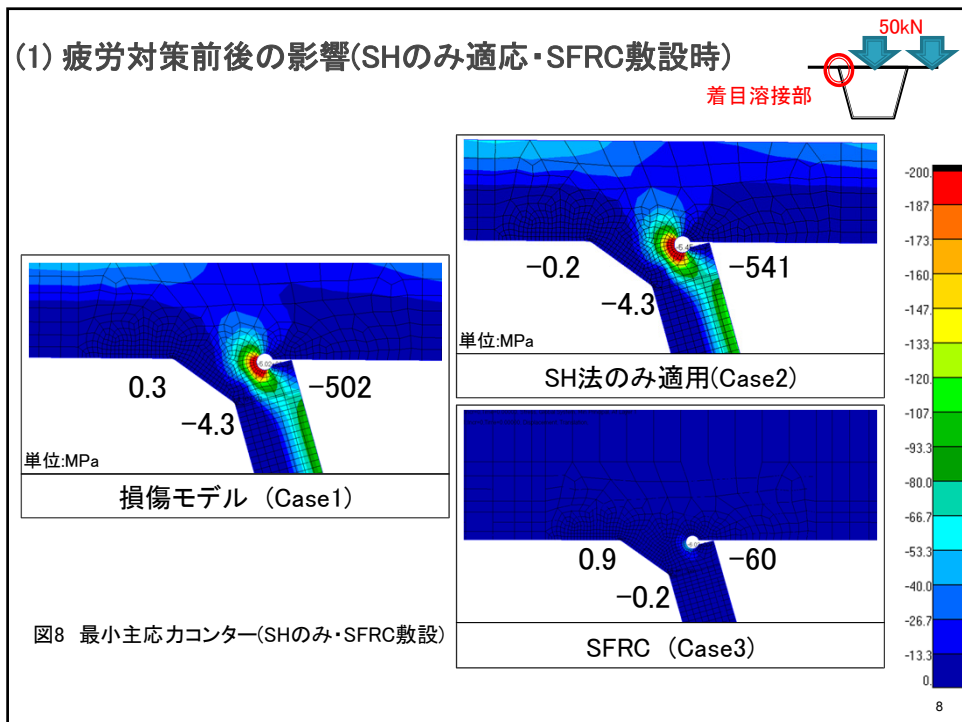 (1) 疲労対策前後の影響(SHのみ適応・SFRC敷設時)
50kN
着目溶接部
0.3
-4.3
-502
単位:MPa
損傷モデル (Case1)
-0.2
-4.3
-541
単位:MPa
SH法のみ適用(Case2)
0.9
-0.2
-60
SFRC (Case3)
図8 最小主応力コンター(SHのみ・SFRC敷設)
-200.
-187.
-173.
-160.
-147.
-133.
-120.
-107.
-93.3
-80.0
-66.7
-53.3
-40.0
-26.7
-13.3
0.
8